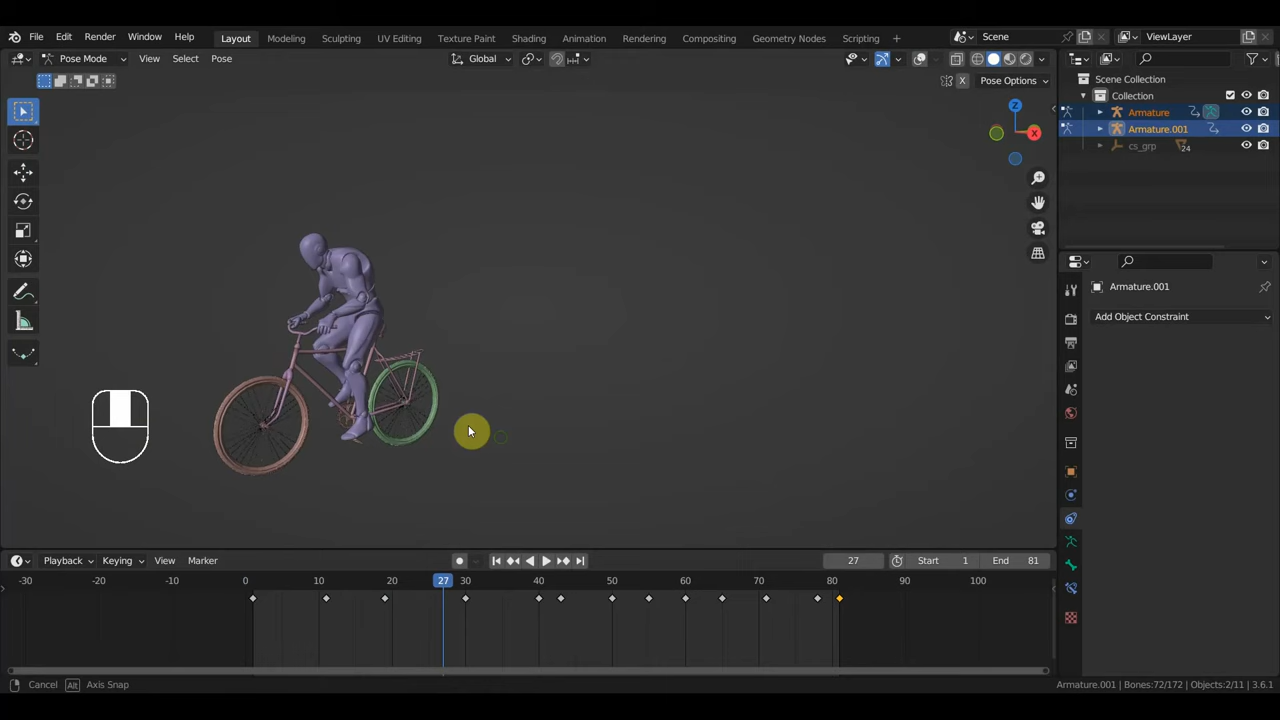 File Edit Render Window Help Layout Modeling Sculpting UV Editing Texture Paint Shading Animation Rendering Compositing Geometry Nodes Scripting + Scene ViewLayer
Pose Mode View Select Pose Global
X Pose Options
Scene Collection
Collection
Armature
Armature.001
cs_grp 24
Z
X
Armature.001
Add Object Constraint
Playback Keying View Marker 27 Start 1 End 81
-30 -20 -10 0 10 20 27 30 40 50 60 70 80 90 100
Cancel Alt Axis Snap Armature.001 | Bones:72/172 | Objects:2/11 | 3.6.1